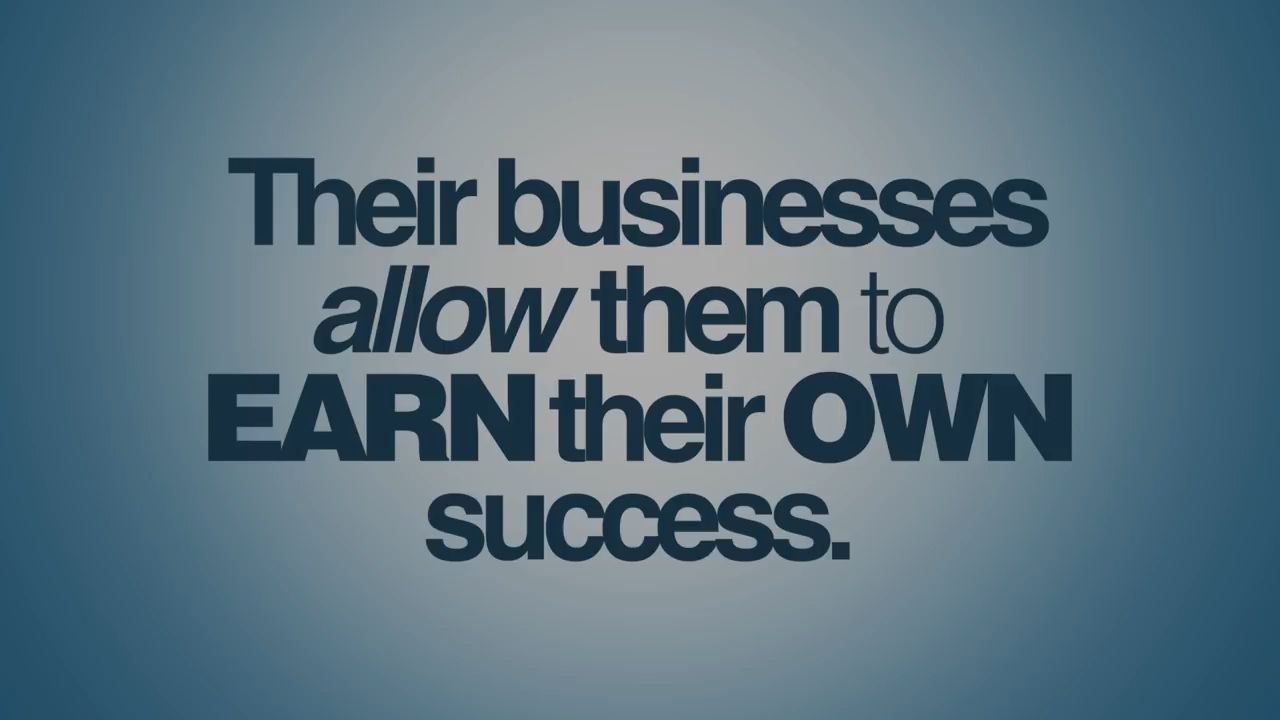 Their businesses
allow them to
EARN their OWN
success.